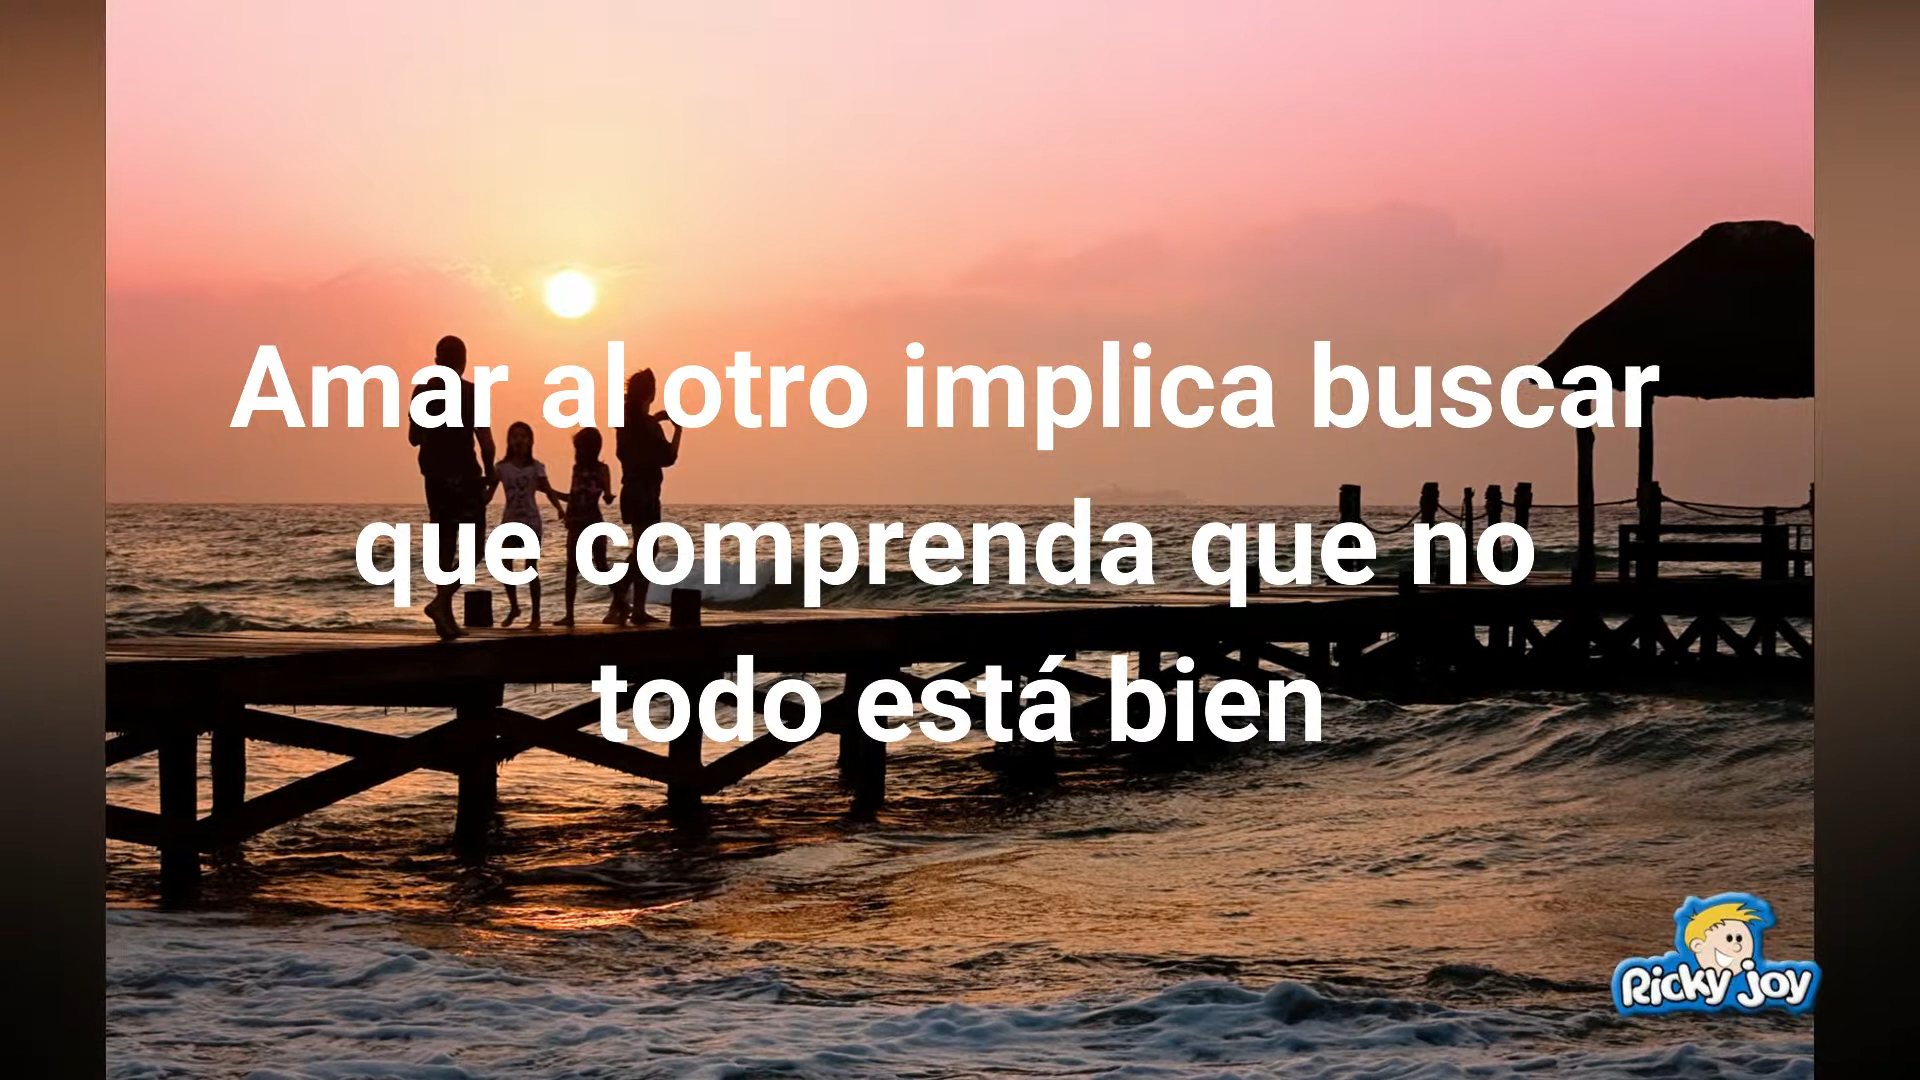 Amar al otro implica buscar
que comprenda que no
todo está bien
Ricky Joy